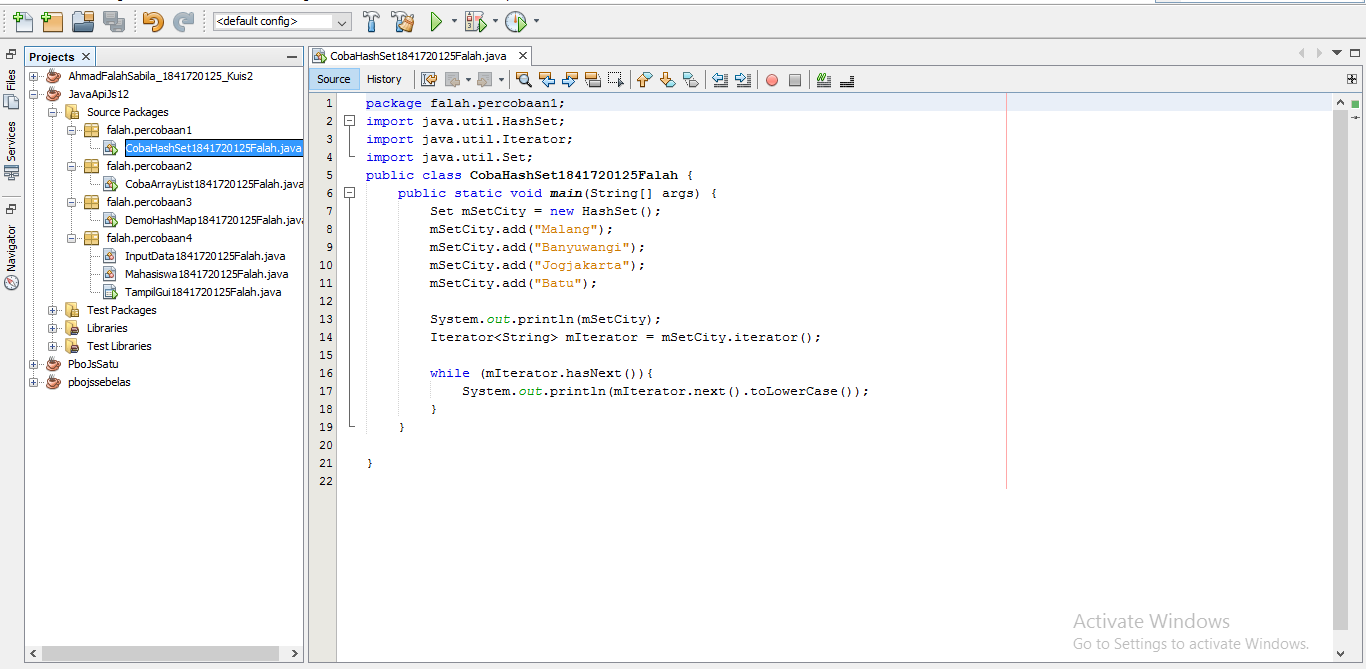 <default config>
Projects
Files
Services
Navigator
AhmadFalahSabila_1841720125_Kuis2
JavaApiJs12
Source Packages
falah.percobaan1
CobaHashSet1841720125Falah.java
falah.percobaan2
CobaArrayList1841720125Falah.java
falah.percobaan3
DemoHashMap1841720125Falah.java
falah.percobaan4
InputData1841720125Falah.java
Mahasiswa1841720125Falah.java
TampilGui1841720125Falah.java
Test Packages
Libraries
Test Libraries
PboJsSatu
pbojssebelas
CobaHashSet1841720125Falah.java
Source History
1 package falah.percobaan1;
2 import java.util.HashSet;
3 import java.util.Iterator;
4 import java.util.Set;
5 public class CobaHashSet1841720125Falah {
6 public static void main(String[] args) {
7 Set mSetCity = new HashSet();
8 mSetCity.add("Malang");
9 mSetCity.add("Banyuwangi");
10 mSetCity.add("Jogjakarta");
11 mSetCity.add("Batu");
12
13 System.out.println(mSetCity);
14 Iterator<String> mIterator = mSetCity.iterator();
15
16 while (mIterator.hasNext()){
17 System.out.println(mIterator.next().toLowerCase());
18 }
19 }
20
21 }
22
Activate Windows
Go to Settings to activate Windows.